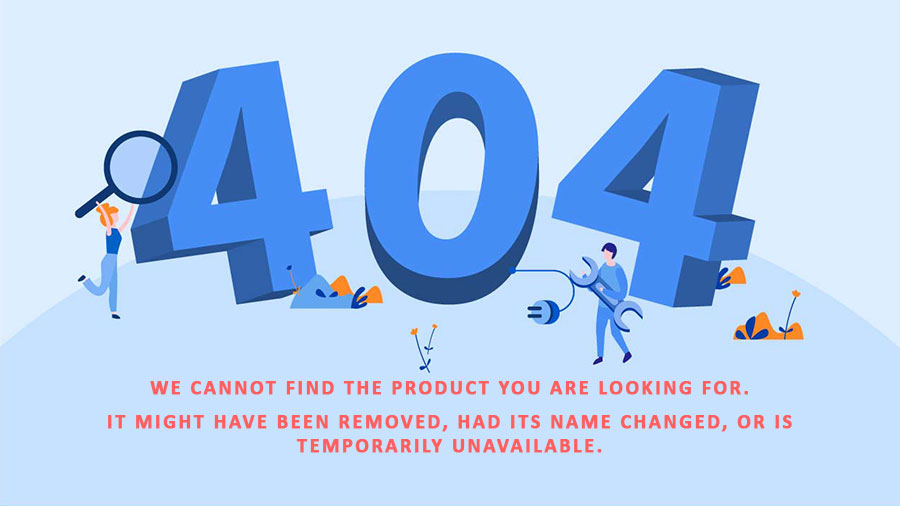 404
WE CANNOT FIND THE PRODUCT YOU ARE LOOKING FOR.
IT MIGHT HAVE BEEN REMOVED, HAD ITS NAME CHANGED, OR IS
TEMPORARILY UNAVAILABLE.